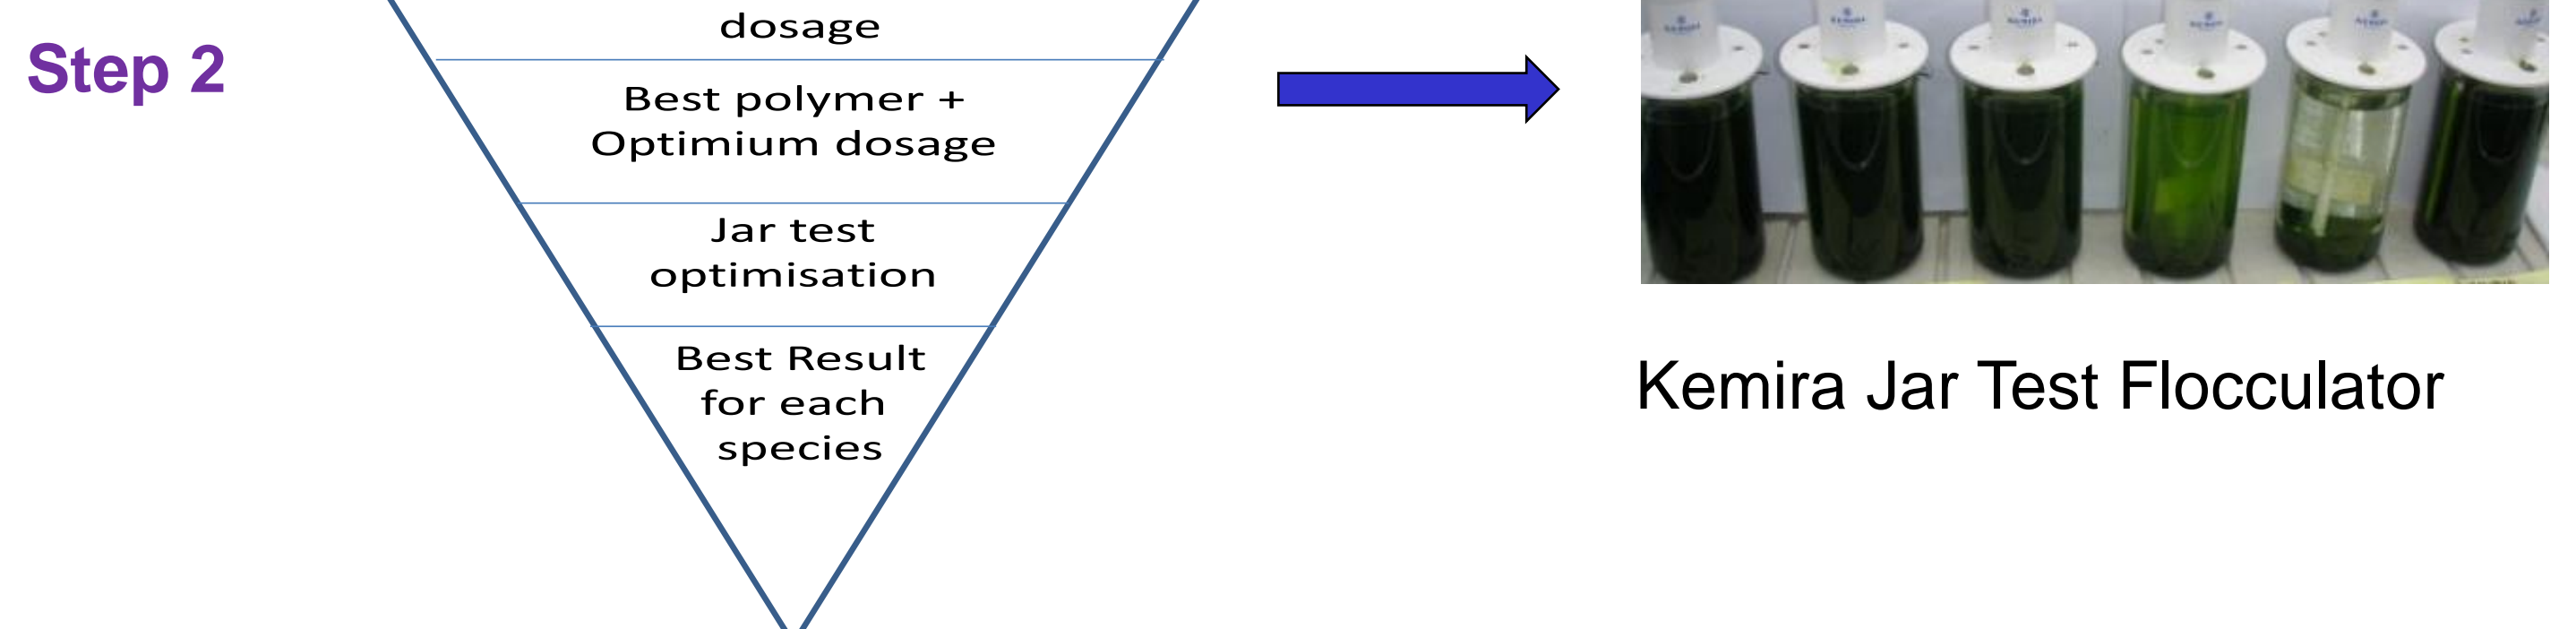 dosage
Step 2
Best polymer +
Optimium dosage
Jar test
optimisation
Best Result
for each
species
Kemira Jar Test Flocculator